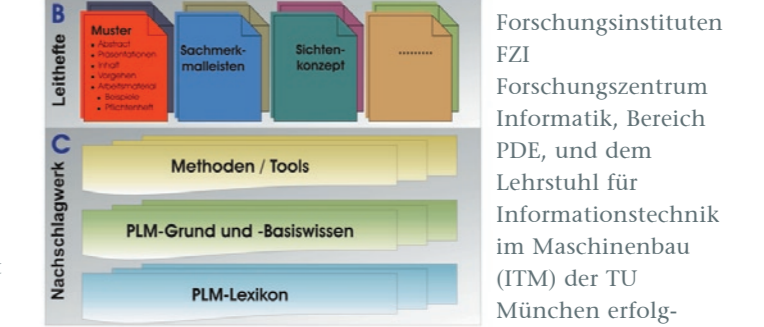 B
Leithefte
Muster
• Abstract
• Präsentationen
• Inhalt
• Vorgehen
• Arbeitsmaterial
• Beispiele
• Pflichtenheft
Sachmerk-
malleisten
Sichten-
konzept
.........
C
Nachschlagwerk
Methoden / Tools
PLM-Grund und -Basiswissen
PLM-Lexikon
Forschungsinstituten
FZI
Forschungszentrum
Informatik, Bereich
PDE, und dem
Lehrstuhl für
Informationstechnik
im Maschinenbau
(ITM) der TU
München erfolg-